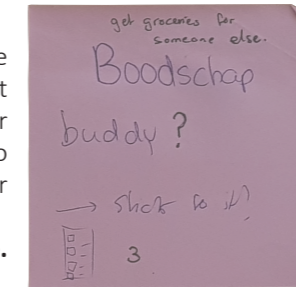 get groceries for
someone else.
Boodschap
buddy?
→ stick to it?
3